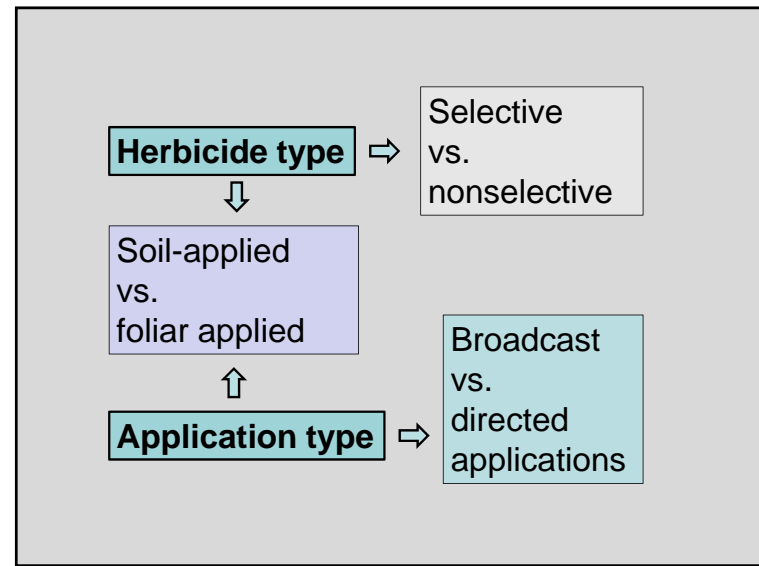 Herbicide type
Selective
vs.
nonselective
Soil-applied
vs.
foliar applied
Application type
Broadcast
vs.
directed
applications